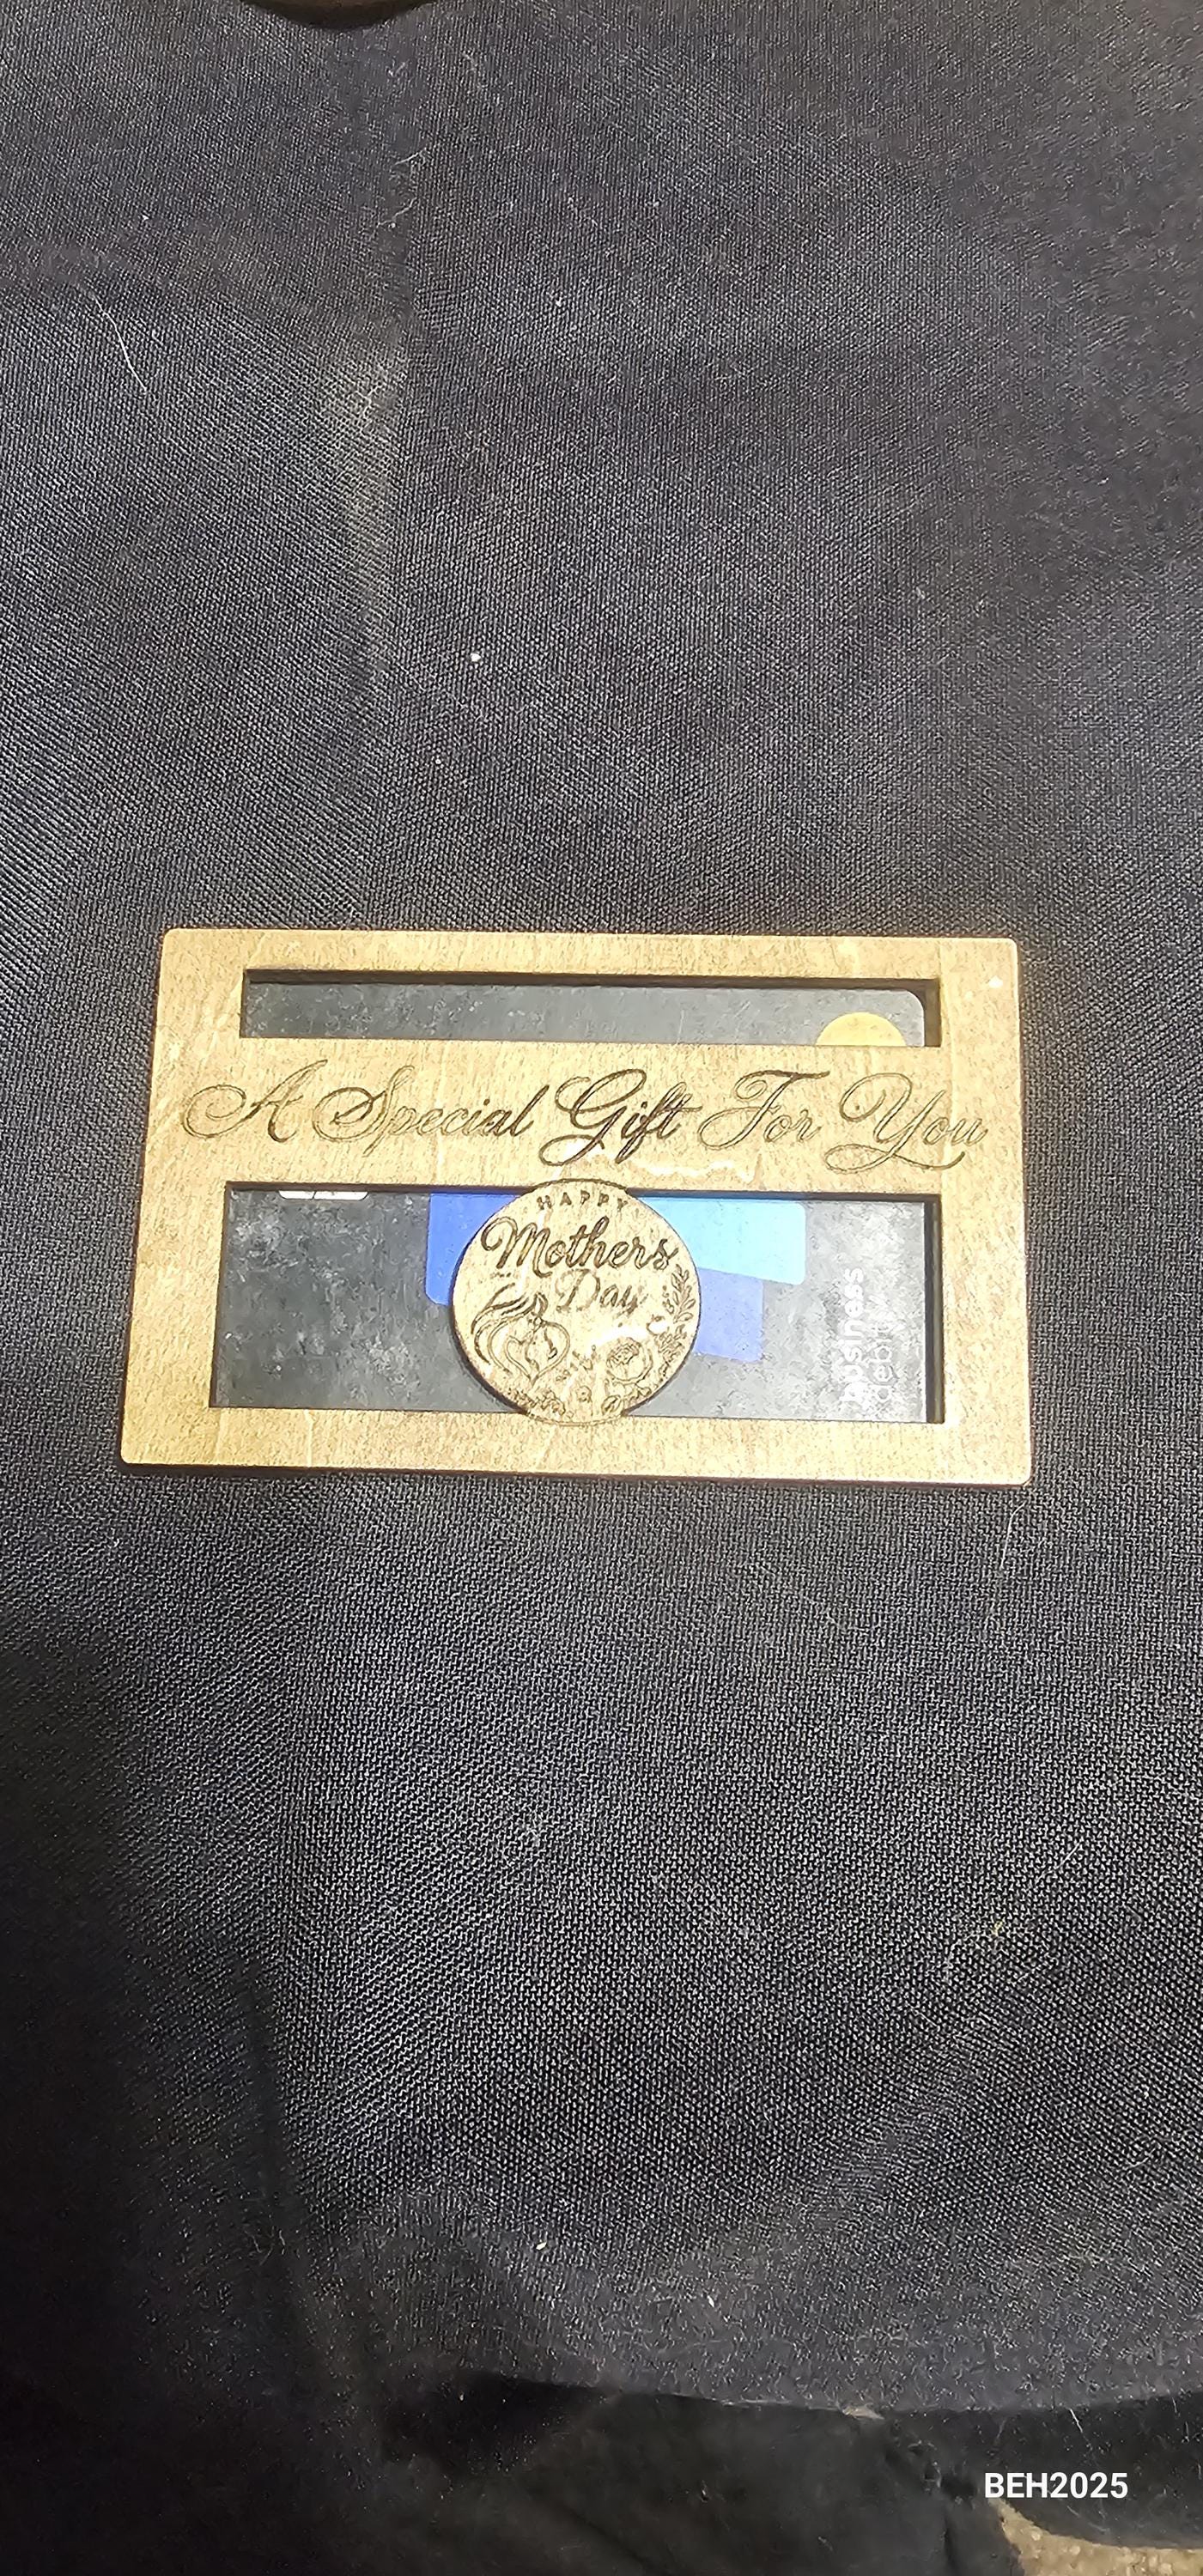 A Special Gift For You
HAPPY
Mothers
Day
business
debit
BEH2025